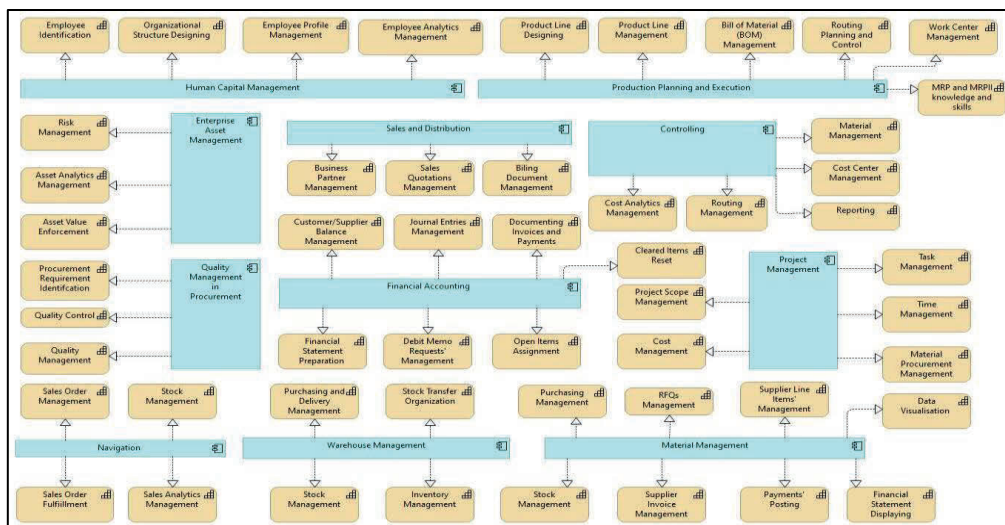 Employee
Identification
Organizational
Structure Designing
Employee Profile
Management
Employee Analytics
Management
Product Line
Designing
Product Line
Management
Bill of Material
(BOM)
Management
Routing
Planning and
Control
Work Center
Management
Human Capital Management
Production Planning and Execution
MRP and MRPII
knowledge and
skills
Risk
Management
Asset Analytics
Management
Asset Value
Enforcement
Enterprise
Asset
Management
Sales and Distribution
Business
Partner
Management
Sales
Quotations
Management
Biling
Document
Management
Controlling
Material
Management
Cost Center
Management
Reporting
Cost Analytics
Management
Routing
Management
Customer/Supplier
Balance
Management
Journal Entries
Management
Documenting
Invoices and
Payments
Procurement
Requirement
Identifcation
Quality Control
Quality
Management
Quality
Management
in
Procurement
Financial Accounting
Financial
Statement
Preparation
Debit Memo
Requests'
Management
Open Items
Assignment
Cleared Items
Reset
Project Scope
Management
Cost
Management
Project
Management
Task
Management
Time
Management
Material
Procurement
Management
Sales Order
Management
Stock
Management
Navigation
Sales Order
Fulfillment
Sales Analytics
Management
Purchasing and
Delivery
Management
Stock Transfer
Organization
Warehouse Management
Stock
Management
Inventory
Management
Purchasing
Management
RFQs
Management
Supplier Line
Items'
Management
Data
Visualisation
Material Management
Stock
Management
Supplier
Invoice
Management
Payments'
Posting
Financial
Statement
Displaying